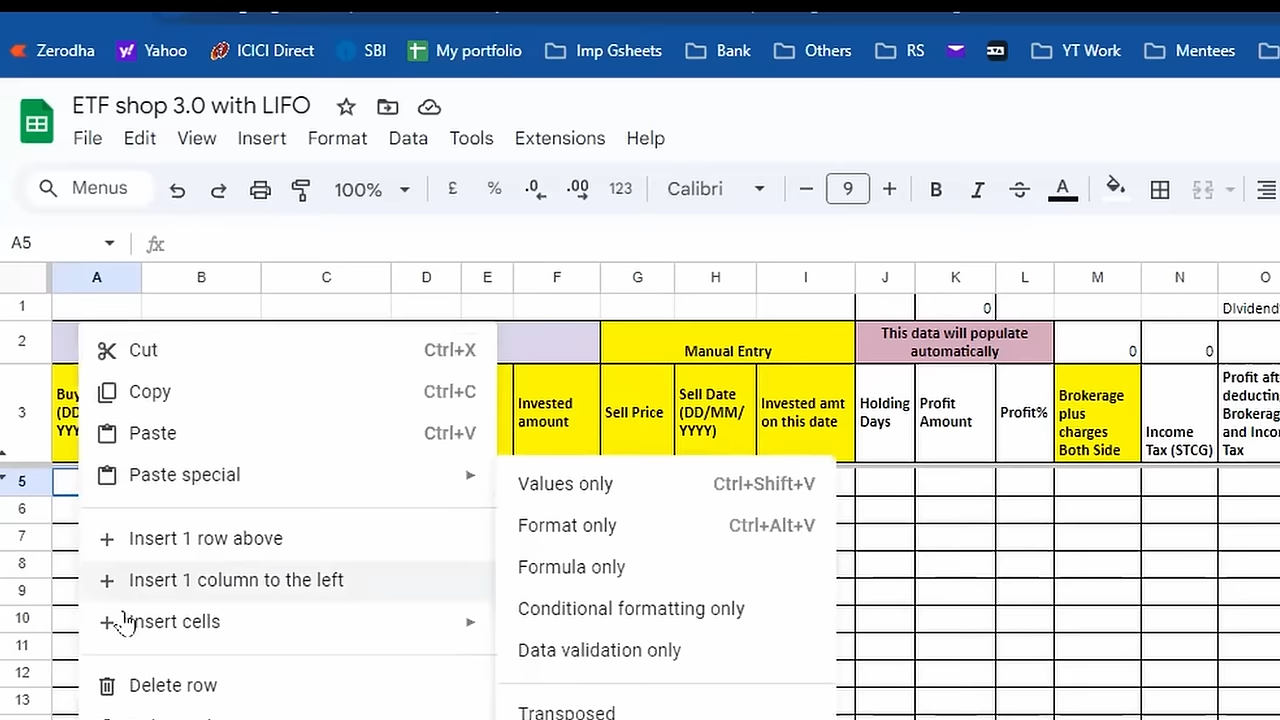 Zerodha Yahoo ICICI Direct SBI My portfolio Imp Gsheets Bank Others RS YT Work Mentees
ETF shop 3.0 with LIFO
File Edit View Insert Format Data Tools Extensions Help
Menus 100% £ % .0 .00 123 Calibri 9 B I A
A5 fx
A B C D E F G H I J K L M N O
1 0
2 Manual Entry
This data will populate
automatically
0 0
3
Invested
amount
Sell Price
Sell Date
(DD/MM/
YYYY)
Invested amt
on this date
Holding
Days
Profit
Amount
Profit%
Brokerage
plus
charges
Both Side
Income
Tax (STCG)
Profit
Tax
5
6
7
8
9
10
11
12
13
Cut Ctrl+X
Copy Ctrl+C
Paste Ctrl+V
Paste special
Insert 1 row above
Insert 1 column to the left
Insert cells
Delete row
Values only Ctrl+Shift+V
Format only Ctrl+Alt+V
Formula only
Conditional formatting only
Data validation only
Transposed